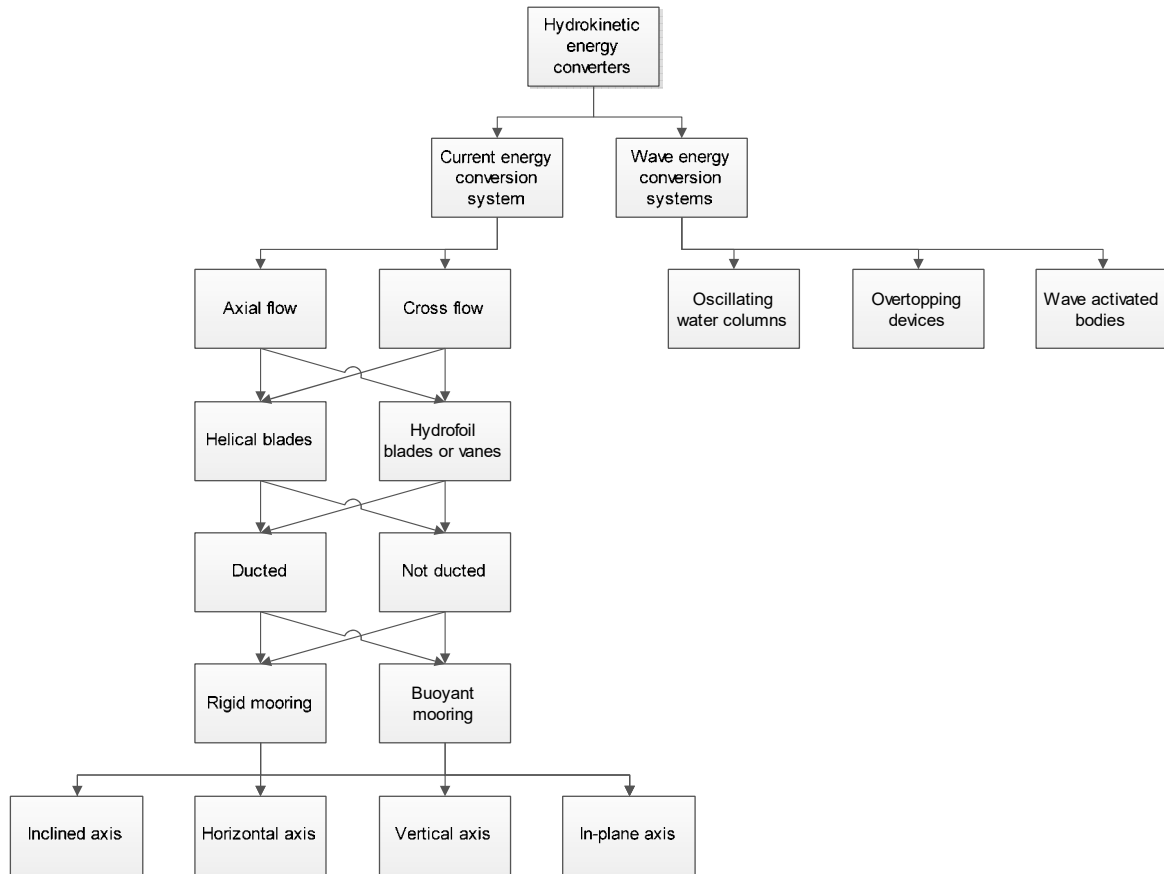 Hydrokinetic
energy
converters
Current energy
conversion
system
Wave energy
conversion
systems
Axial flow
Cross flow
Oscillating
water columns
Overtopping
devices
Wave activated
bodies
Helical blades
Hydrofoil
blades or vanes
Ducted
Not ducted
Rigid mooring
Buoyant
mooring
Inclined axis
Horizontal axis
Vertical axis
In-plane axis